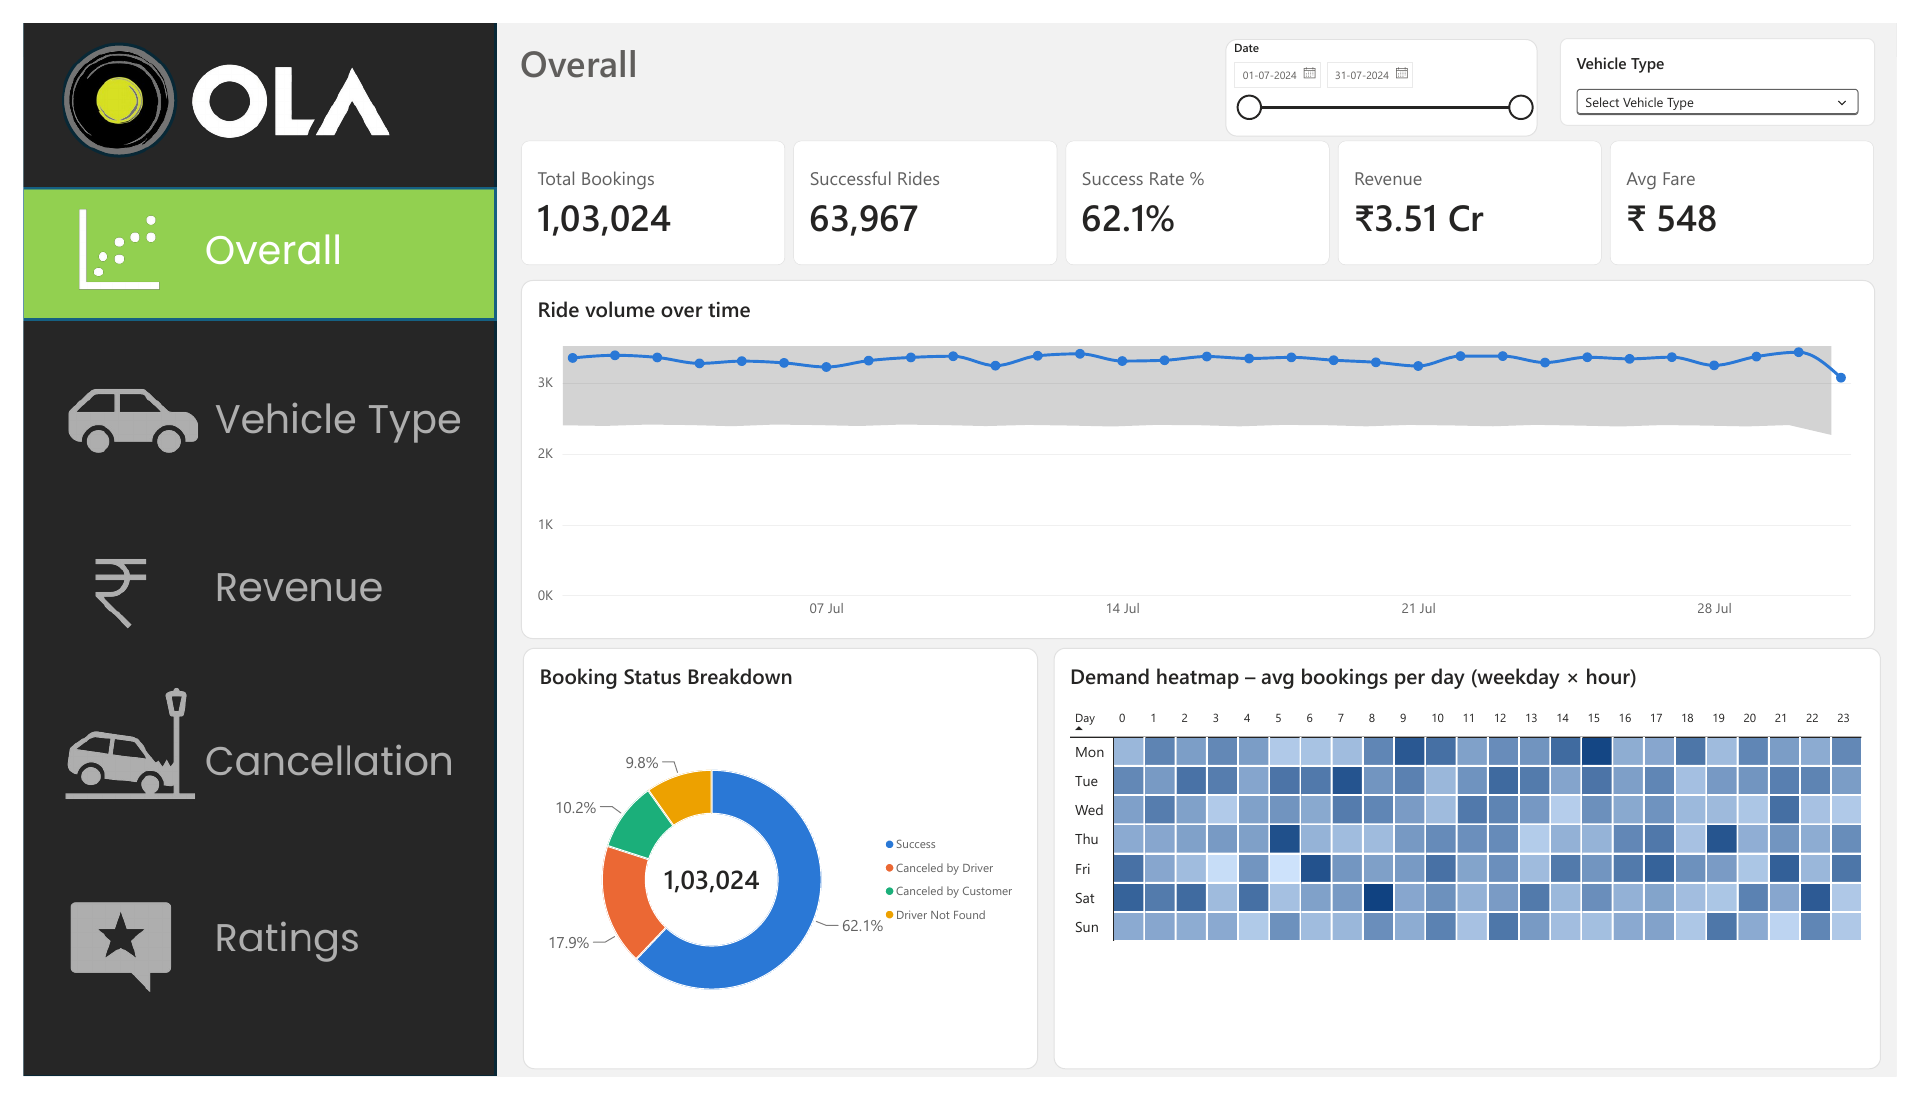 OLA
Overall
Vehicle Type
Revenue
Cancellation
Ratings
Overall
Date
01-07-2024 31-07-2024
Vehicle Type
Select Vehicle Type
Total Bookings
1,03,024
Successful Rides
63,967
Success Rate %
62.1%
Revenue
₹3.51 Cr
Avg Fare
₹ 548
Ride volume over time
3K
2K
1K
0K
07 Jul 14 Jul 21 Jul 28 Jul
Booking Status Breakdown
9.8%
10.2%
17.9%
62.1%
1,03,024
Success
Canceled by Driver
Canceled by Customer
Driver Not Found
Demand heatmap – avg bookings per day (weekday × hour)
Day 0 1 2 3 4 5 6 7 8 9 10 11 12 13 14 15 16 17 18 19 20 21 22 23
Mon
Tue
Wed
Thu
Fri
Sat
Sun